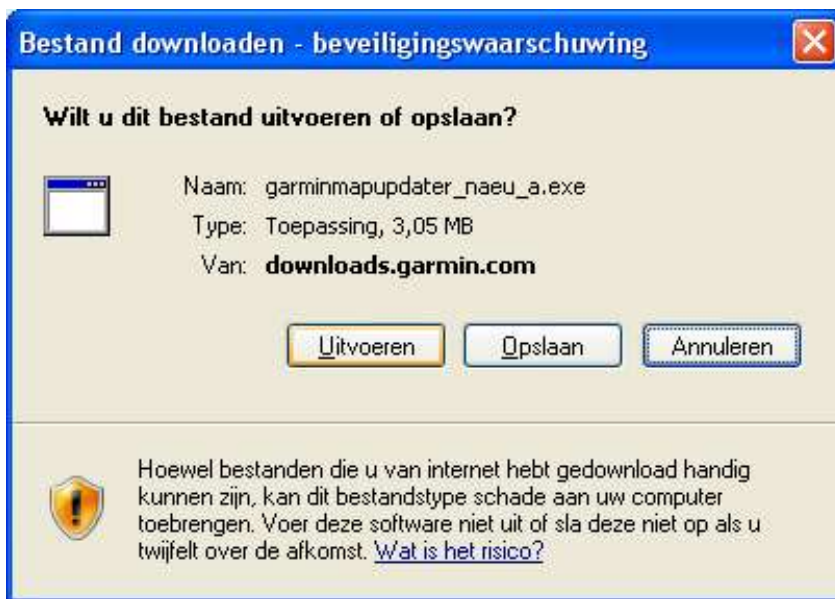 Bestand downloaden - beveiligingswaarschuwing
Wilt u dit bestand uitvoeren of opslaan?
Naam: garminmapupdater_naeu_a.exe
Type: Toepassing, 3,05 MB
Van: downloads.garmin.com
Uitvoeren Opslaan Annuleren
Hoewel bestanden die u van internet hebt gedownload handig
kunnen zijn, kan dit bestandstype schade aan uw computer
toebrengen. Voer deze software niet uit of sla deze niet op als u
twijfelt over de afkomst. Wat is het risico?